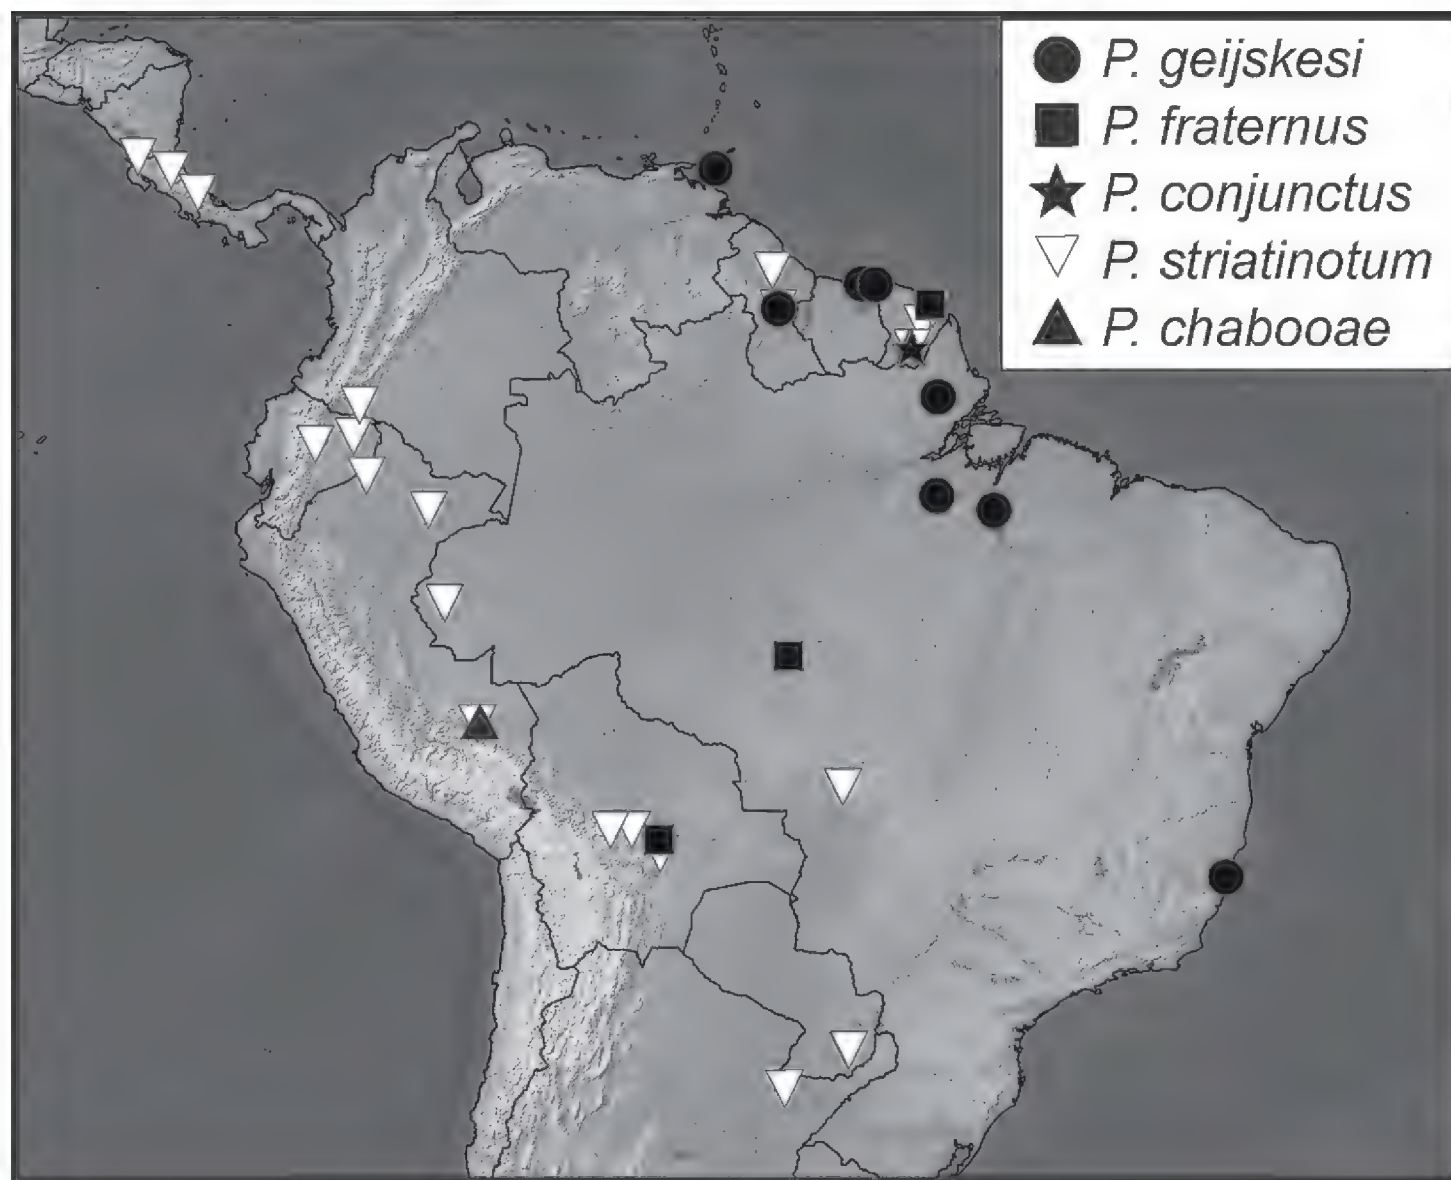 P. geijskesi
P. fraternus
P. conjunctus
P. striatinotum
P. chabooae